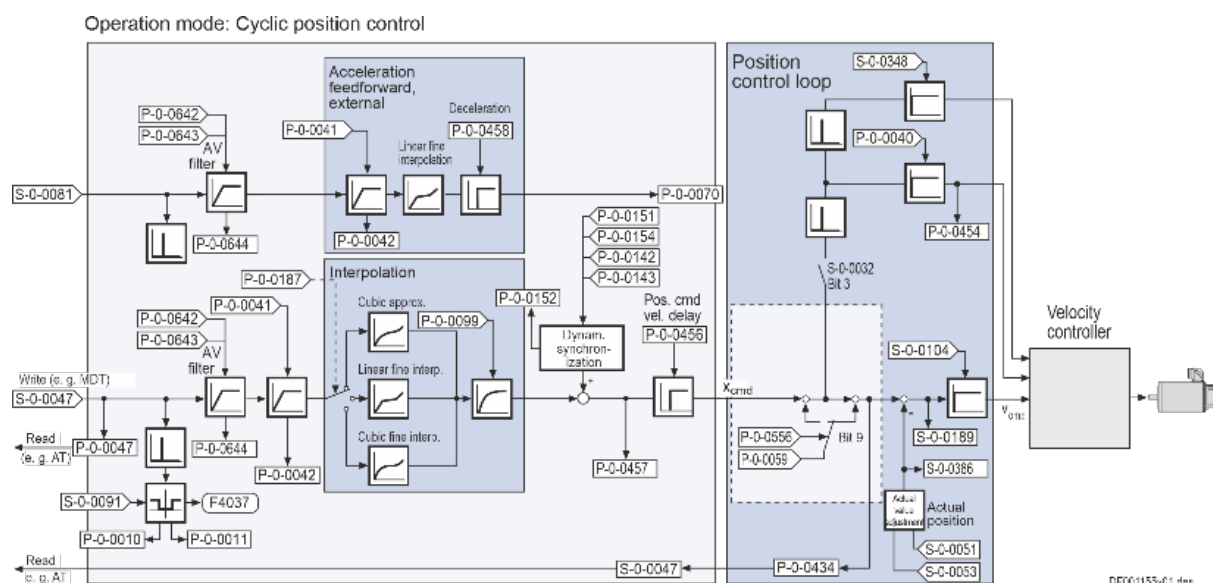 Operation mode: Cyclic position control
Acceleration
feedforward,
external
Deceleration
P-0-0458
P-0-0041
Linear fine
interpolation
P-0-0642
P-0-0643
AV
filter
S-0-0081
P-0-0644
P-0-0042
P-0-0070
P-0-0151
P-0-0154
P-0-0142
P-0-0143
P-0-0187
Interpolation
P-0-0152
Cubic approx.
P-0-0099
Linear fine interp.
Cubic fine interp.
P-0-0041
P-0-0642
P-0-0643
AV
filter
Dynam.
synchron-
ization
+
Pos. cmd
vel. delay
P-0-0456
Write (e. g. MDT)
S-0-0047
Read
(e. g. AT)
P-0-0047
P-0-0644
P-0-0042
P-0-0457
S-0-0091
F4037
P-0-0010
P-0-0011
Read
e. g. AT
S-0-0047
P-0-0434
Position
control loop
S-0-0348
P-0-0040
P-0-0454
S-0-0032
Bit 3
Xcmd
P-0-0556
P-0-0059
Bit 9
-
S-0-0104
Vcmd
S-0-0189
S-0-0386
Actual
value
adjustment
Actual
position
S-0-0051
S-0-0053
Velocity
controller